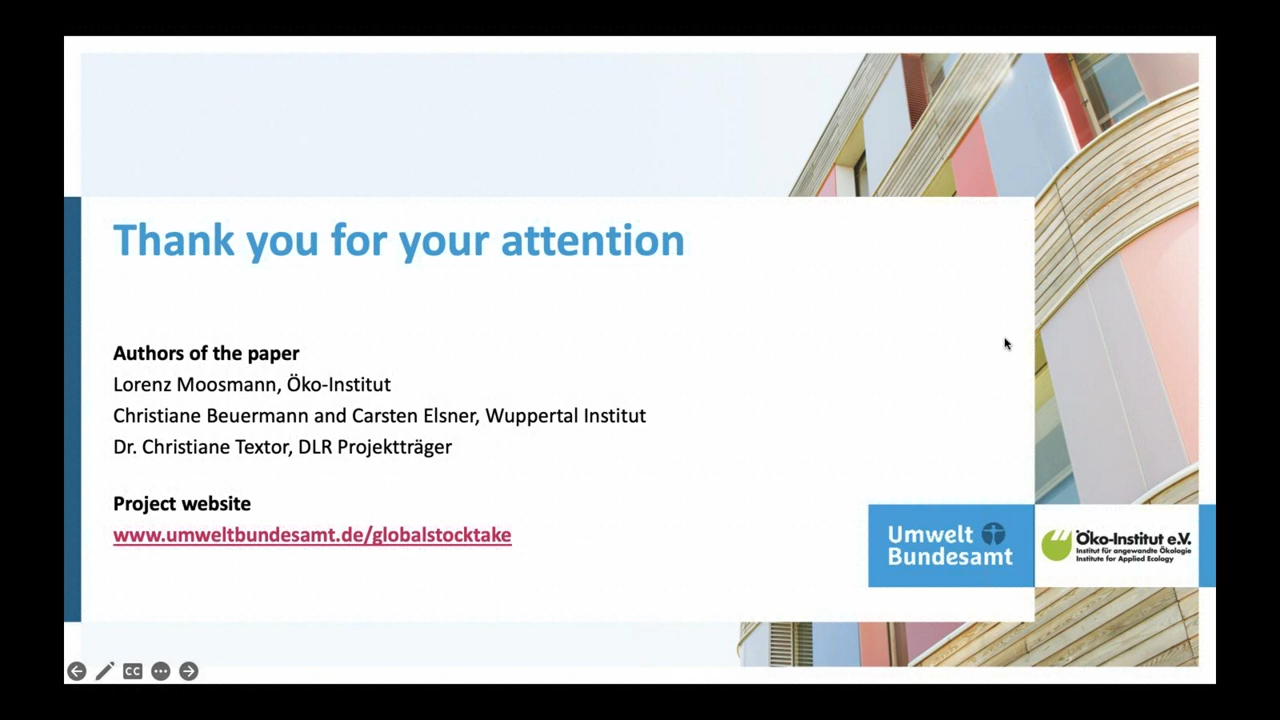 Thank you for your attention
Authors of the paper
Lorenz Moosmann, Öko-Institut
Christiane Beuermann and Carsten Elsner, Wuppertal Institut
Dr. Christiane Textor, DLR Projektträger
Project website
www.umweltbundesamt.de/globalstocktake
Umwelt
Bundesamt
Öko-Institut e.V.
Institut für angewandte Ökologie
Institute for Applied Ecology
CC